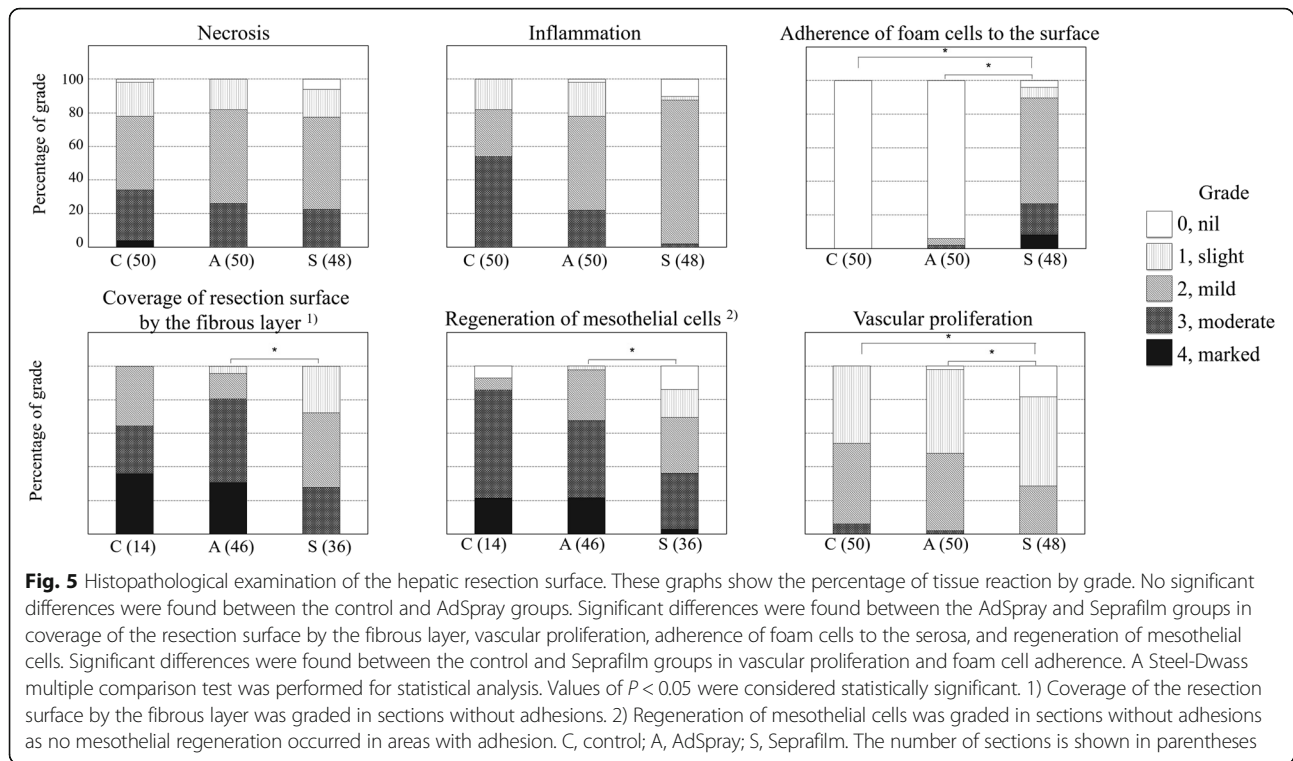 Necrosis
Inflammation
Adherence of foam cells to the surface
*
*
Percentage of grade
100
80
60
40
20
0
C (50)
A (50)
S (48)
C (50)
A (50)
S (48)
C (50)
A (50)
S (48)
Grade
0, nil
1, slight
2, mild
3, moderate
4, marked
Coverage of resection surface
by the fibrous layer 1)
Regeneration of mesothelial cells 2)
Vascular proliferation
*
*
*
*
Percentage of grade
C (14)
A (46)
S (36)
C (14)
A (46)
S (36)
C (50)
A (50)
S (48)
Fig. 5 Histopathological examination of the hepatic resection surface. These graphs show the percentage of tissue reaction by grade. No significant
differences were found between the control and AdSpray groups. Significant differences were found between the AdSpray and Seprafilm groups in
coverage of the resection surface by the fibrous layer, vascular proliferation, adherence of foam cells to the serosa, and regeneration of mesothelial
cells. Significant differences were found between the control and Seprafilm groups in vascular proliferation and foam cell adherence. A Steel-Dwass
multiple comparison test was performed for statistical analysis. Values of P < 0.05 were considered statistically significant. 1) Coverage of the resection
surface by the fibrous layer was graded in sections without adhesions. 2) Regeneration of mesothelial cells was graded in sections without adhesions
as no mesothelial regeneration occurred in areas with adhesion. C, control; A, AdSpray; S, Seprafilm. The number of sections is shown in parentheses